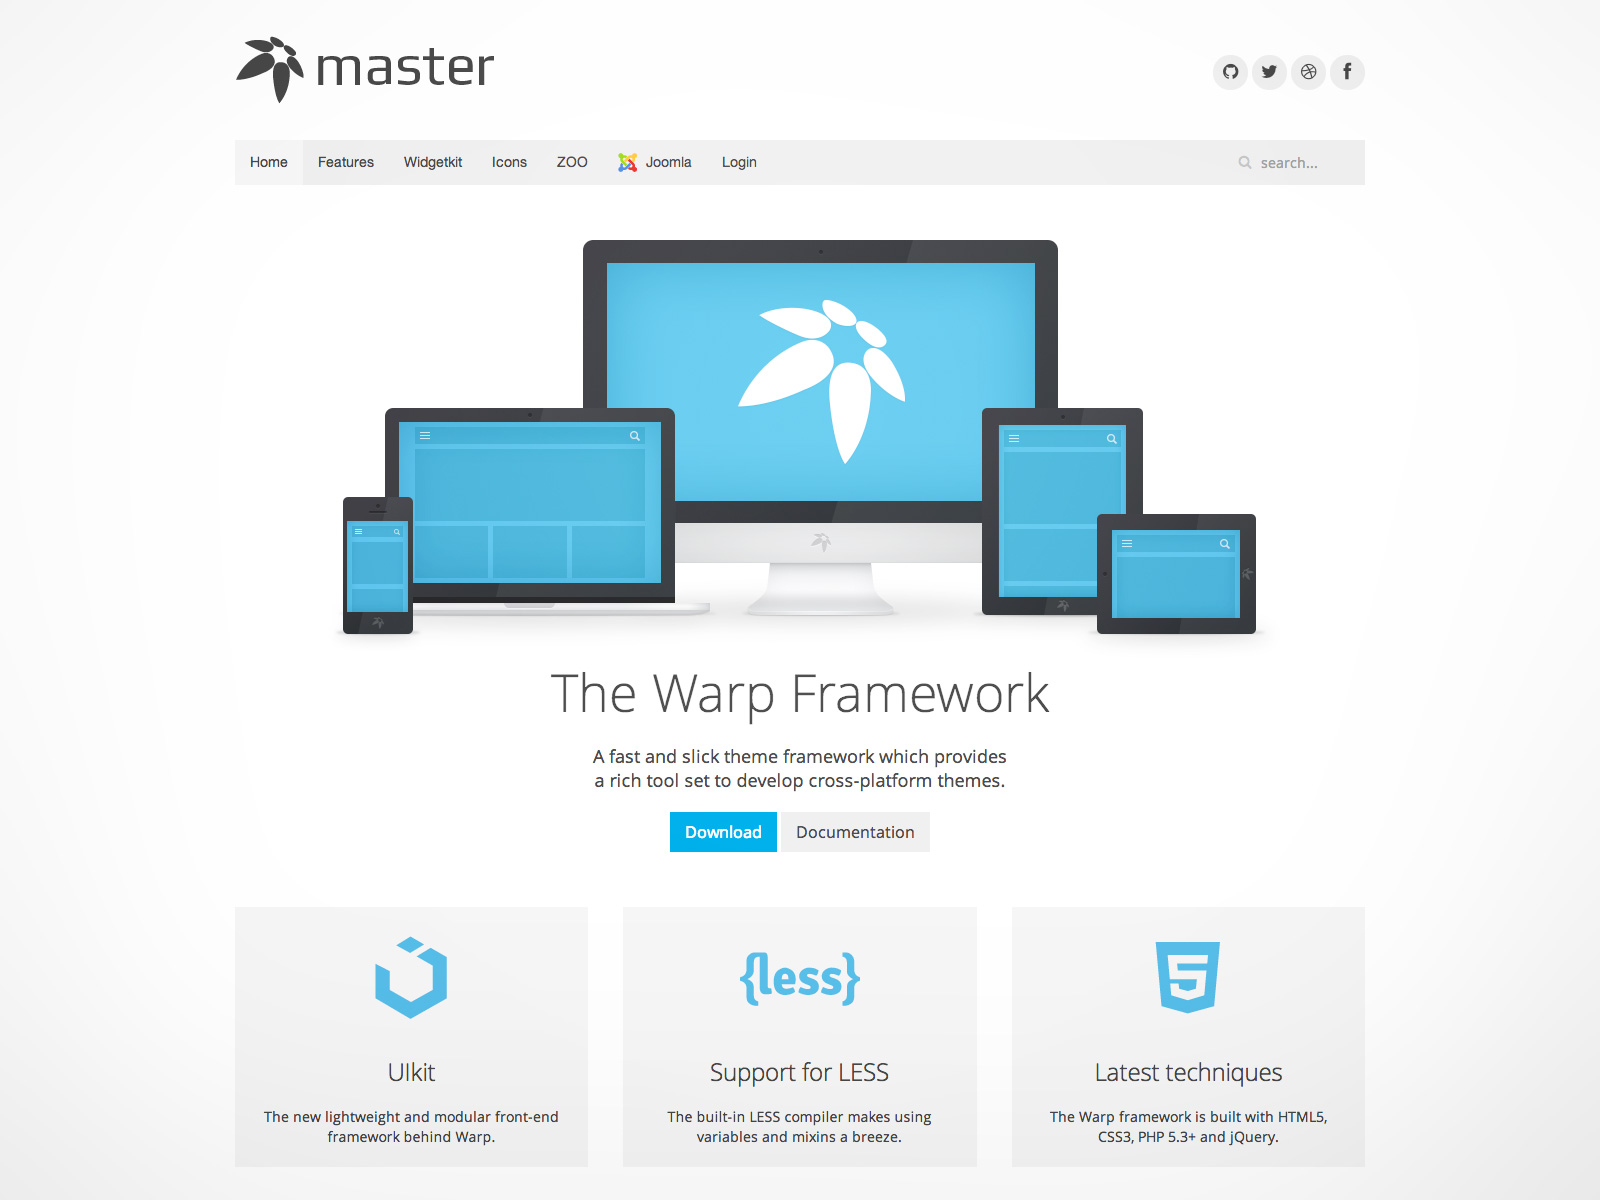 master
Home Features Widgetkit Icons ZOO Joomla Login search...
The Warp Framework
A fast and slick theme framework which provides
a rich tool set to develop cross-platform themes.
Download Documentation
{less}
UIkit
The new lightweight and modular front-end
framework behind Warp.
Support for LESS
The built-in LESS compiler makes using
variables and mixins a breeze.
Latest techniques
The Warp framework is built with HTML5,
CSS3, PHP 5.3+ and jQuery.